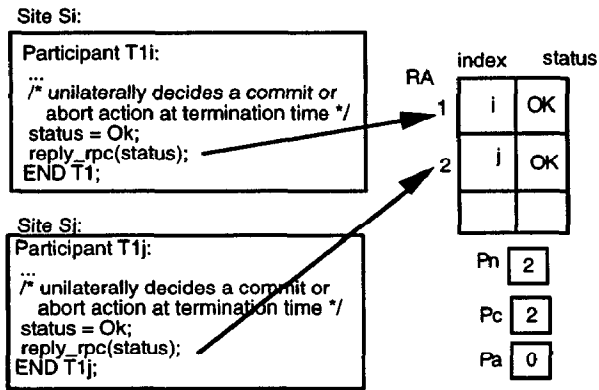 Site Si:
Participant T1i:
...
/* unilaterally decides a commit or
abort action at termination time */
status = Ok;
reply_rpc(status);
END T1;
Site Sj:
Participant T1j:
...
/* unilaterally decides a commit or
abort action at termination time */
status = Ok;
reply_rpc(status);
END T1j;
index status
RA
1 i OK
2 j OK
Pn 2
Pc 2
Pa 0